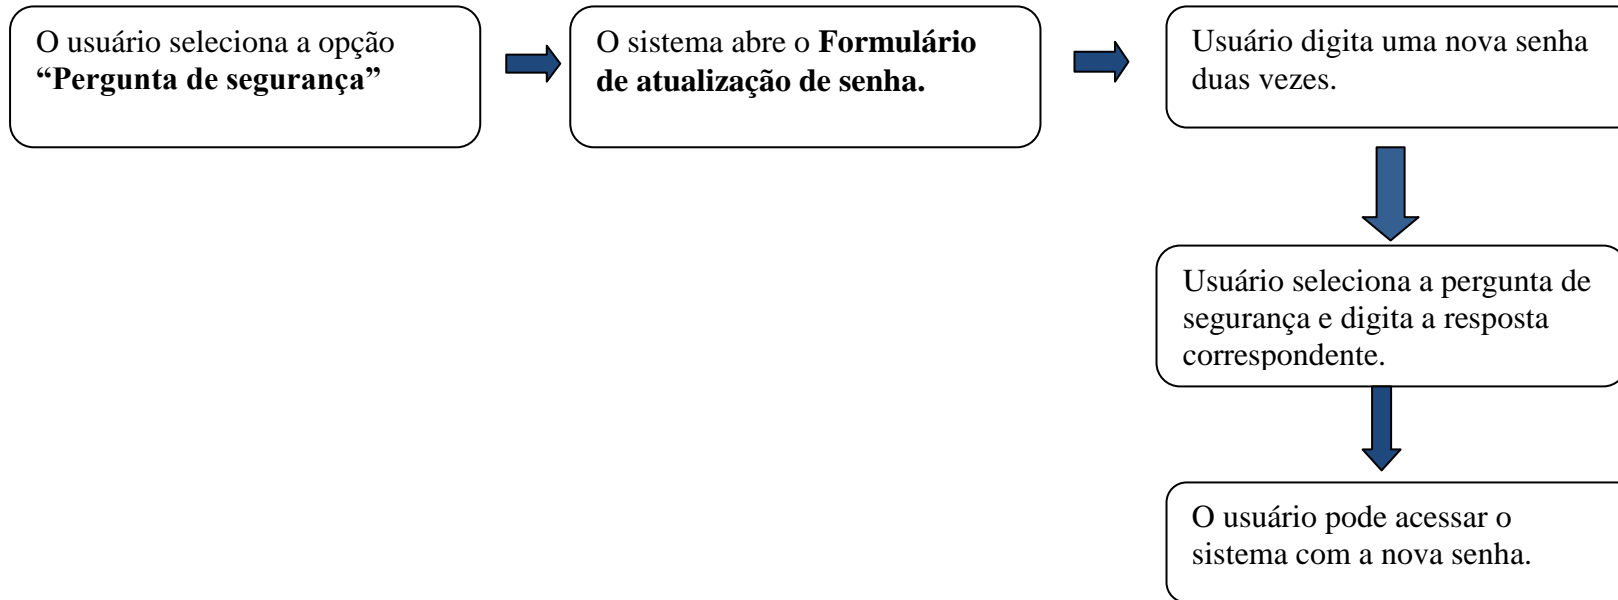 O usuário seleciona a opção
“Pergunta de segurança”
O sistema abre o Formulário
de atualização de senha.
Usuário digita uma nova senha
duas vezes.
Usuário seleciona a pergunta de
segurança e digita a resposta
correspondente.
O usuário pode acessar o
sistema com a nova senha.